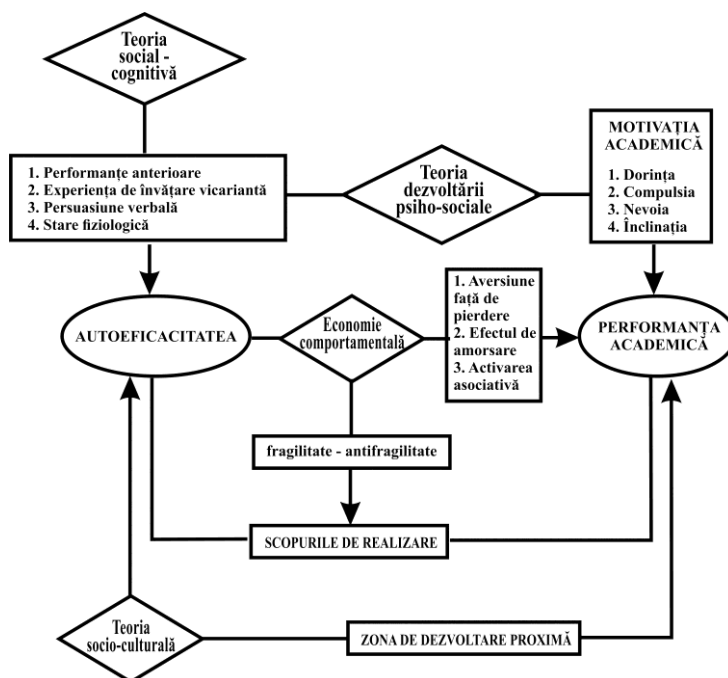 Teoria
social -
cognitivă
1. Performanțe anterioare
2. Experiența de învățare vicariantă
3. Persuasiune verbală
4. Stare fiziologică
Teoria
dezvoltării
psiho-sociale
MOTIVAȚIA
ACADEMICĂ
1. Dorința
2. Compulsia
3. Nevoia
4. Înclinația
AUTOEFICACITATEA
Economie
comportamentală
1. Aversiune
față de
pierdere
2. Efectul de
amorsare
3. Activarea
asociativă
PERFORMANȚA
ACADEMICĂ
fragilitate - antifragilitate
SCOPURILE DE REALIZARE
Teoria
socio-culturală
ZONA DE DEZVOLTARE PROXIMĂ